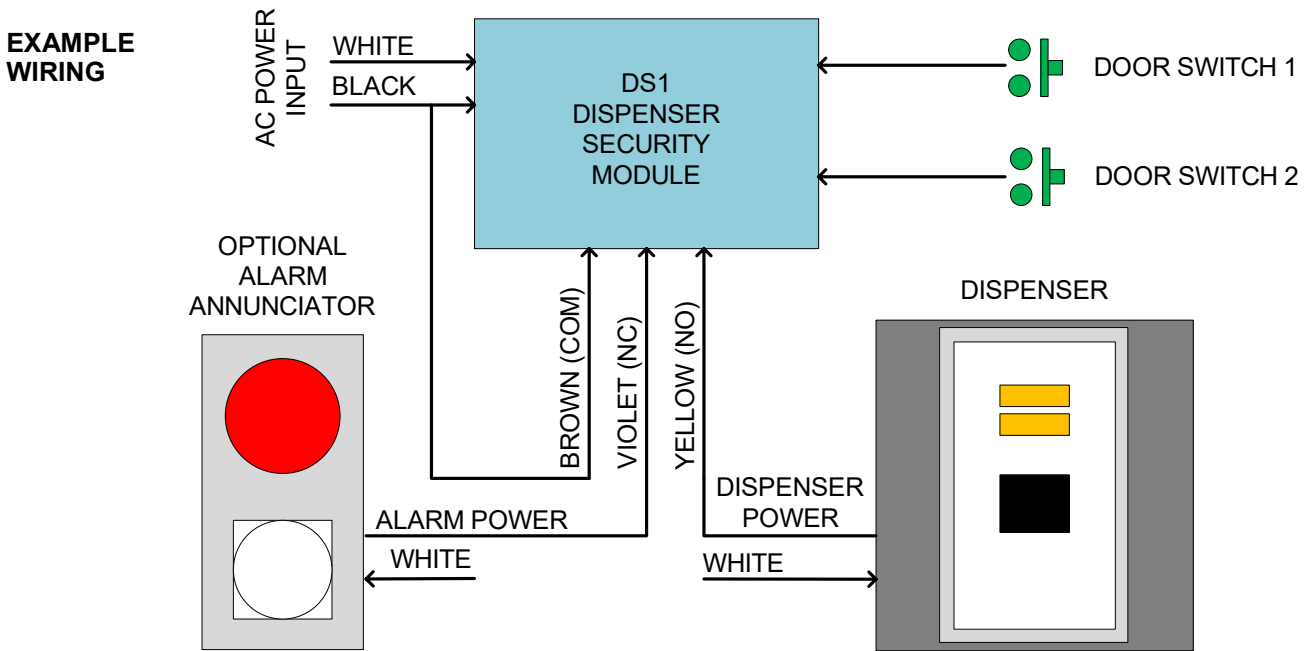 EXAMPLE
WIRING
AC POWER
INPUT
WHITE
BLACK
DS1
DISPENSER
SECURITY
MODULE
DOOR SWITCH 1
DOOR SWITCH 2
OPTIONAL
ALARM
ANNUNCIATOR
BROWN (COM)
VIOLET (NC)
YELLOW (NO)
DISPENSER
ALARM POWER
WHITE
DISPENSER
POWER
WHITE